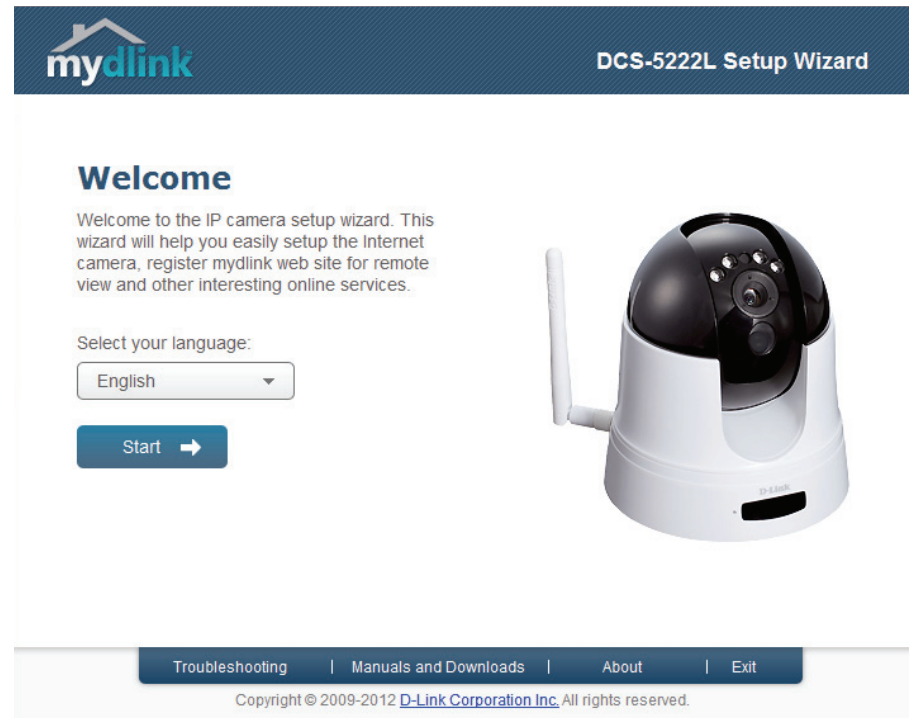 mydlink
DCS-5222L Setup Wizard
Welcome
Welcome to the IP camera setup wizard. This
wizard will help you easily setup the Internet
camera, register mydlink web site for remote
view and other interesting online services.
Select your language:
English
Start
D-Link
Troubleshooting | Manuals and Downloads | About | Exit
Copyright © 2009-2012 D-Link Corporation Inc. All rights reserved.